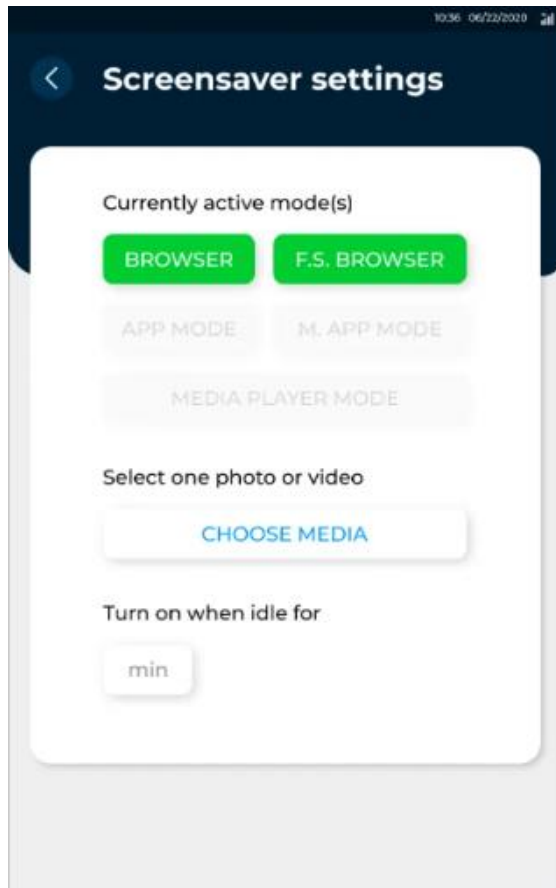 10:36 06/22/2020
Screensaver settings
Currently active mode(s)
BROWSER F.S. BROWSER
APP MODE M. APP MODE
MEDIA PLAYER MODE
Select one photo or video
CHOOSE MEDIA
Turn on when idle for
min